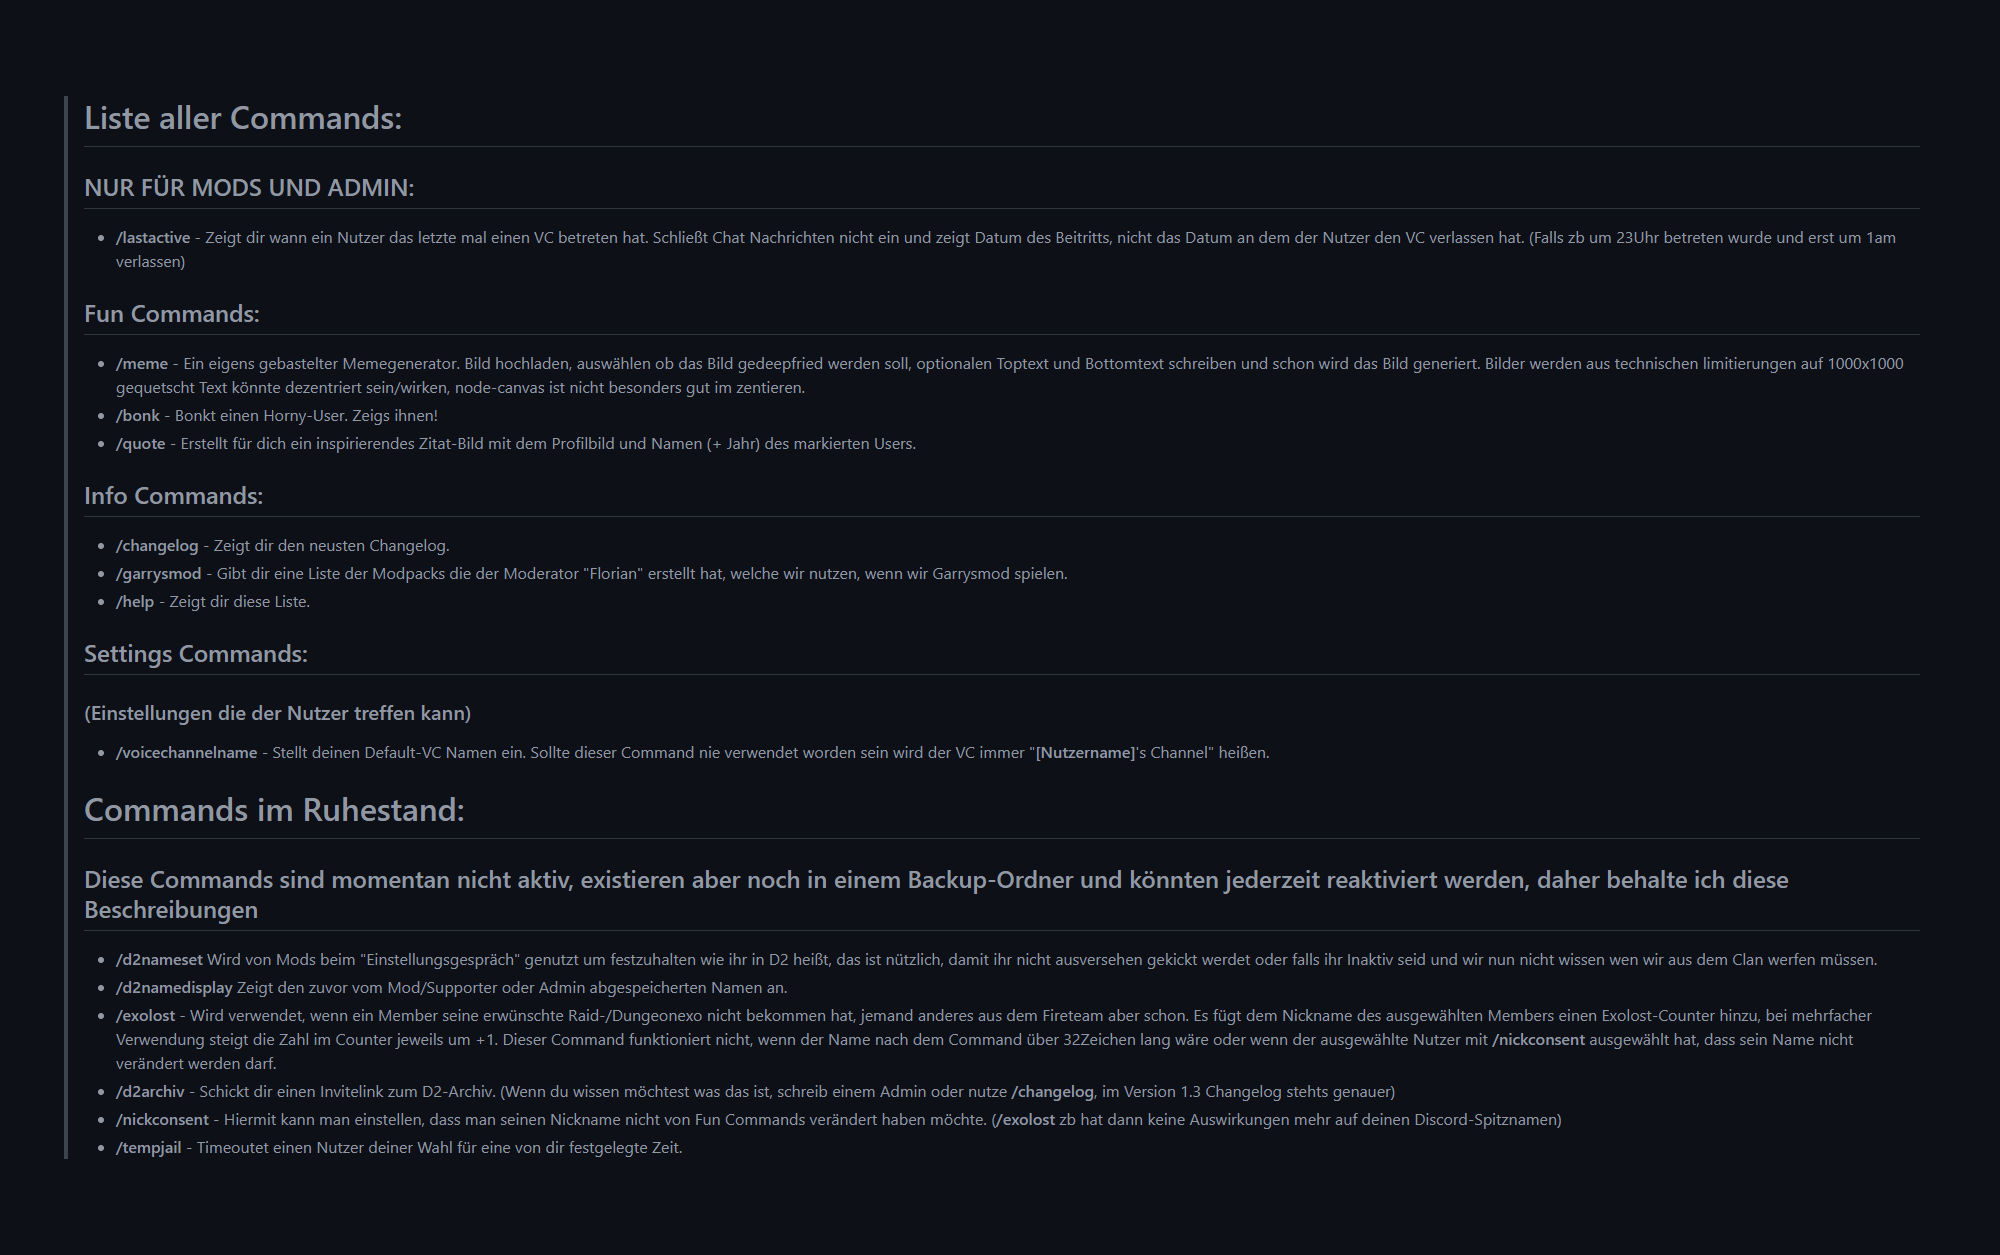 Liste aller Commands:
NUR FÜR MODS UND ADMIN:
/lastactive - Zeigt dir wann ein Nutzer das letzte mal einen VC betreten hat. Schließt Chat Nachrichten nicht ein und zeigt Datum des Beitritts, nicht das Datum an dem der Nutzer den VC verlassen hat. (Falls zb um 23Uhr betreten wurde und erst um 1am
verlassen)
Fun Commands:
/meme - Ein eigens gebastelter Memegenerator. Bild hochladen, auswählen ob das Bild gedeepfried werden soll, optionalen Toptext und Bottomtext schreiben und schon wird das Bild generiert. Bilder werden aus technischen limitierungen auf 1000x1000
gequetscht Text könnte dezentriert sein/wirken, node-canvas ist nicht besonders gut im zentieren.
/bonk - Bonkt einen Horny-User. Zeigs ihnen!
/quote - Erstellt für dich ein inspirierendes Zitat-Bild mit dem Profilbild und Namen (+ Jahr) des markierten Users.
Info Commands:
/changelog - Zeigt dir den neusten Changelog.
/garrysmod - Gibt dir eine Liste der Modpacks die der Moderator "Florian" erstellt hat, welche wir nutzen, wenn wir Garrysmod spielen.
/help - Zeigt dir diese Liste.
Settings Commands:
(Einstellungen die der Nutzer treffen kann)
/voicechannelname - Stellt deinen Default-VC Namen ein. Sollte dieser Command nie verwendet worden sein wird der VC immer "[Nutzername]'s Channel" heißen.
Commands im Ruhestand:
Diese Commands sind momentan nicht aktiv, existieren aber noch in einem Backup-Ordner und könnten jederzeit reaktiviert werden, daher behalte ich diese
Beschreibungen
/d2nameset Wird von Mods beim "Einstellungsgespräch" genutzt um festzuhalten wie ihr in D2 heißt, das ist nützlich, damit ihr nicht ausversehen gekickt werdet oder falls ihr Inaktiv seid und wir nun nicht wissen wen wir aus dem Clan werfen müssen.
/d2namedisplay Zeigt den zuvor vom Mod/Supporter oder Admin abgespeicherten Namen an.
/exolost - Wird verwendet, wenn ein Member seine erwünschte Raid-/Dungeonexo nicht bekommen hat, jemand anderes aus dem Fireteam aber schon. Es fügt dem Nickname des ausgewählten Members einen Exolost-Counter hinzu, bei mehrfacher
Verwendung steigt die Zahl im Counter jeweils um +1. Dieser Command funktioniert nicht, wenn der Name nach dem Command über 32Zeichen lang wäre oder wenn der ausgewählte Nutzer mit /nickconsent ausgewählt hat, dass sein Name nicht
verändert werden darf.
/d2archiv - Schickt dir einen Invitelink zum D2-Archiv. (Wenn du wissen möchtest was das ist, schreib einem Admin oder nutze /changelog, im Version 1.3 Changelog stehts genauer)
/nickconsent - Hiermit kann man einstellen, dass man seinen Nickname nicht von Fun Commands verändert haben möchte. (/exolost zb hat dann keine Auswirkungen mehr auf deinen Discord-Spitznamen)
/tempjail - Timeoutet einen Nutzer deiner Wahl für eine von dir festgelegte Zeit.